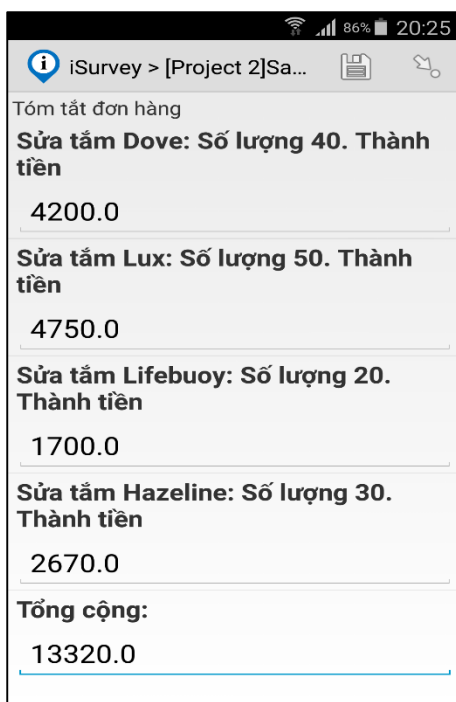 86% 20:25
iSurvey > [Project 2]Sa...
Tóm tắt đơn hàng
Sửa tắm Dove: Số lượng 40. Thành
tiền
4200.0
Sửa tắm Lux: Số lượng 50. Thành
tiền
4750.0
Sửa tắm Lifebuoy: Số lượng 20.
Thành tiền
1700.0
Sửa tắm Hazeline: Số lượng 30.
Thành tiền
2670.0
Tổng cộng:
13320.0